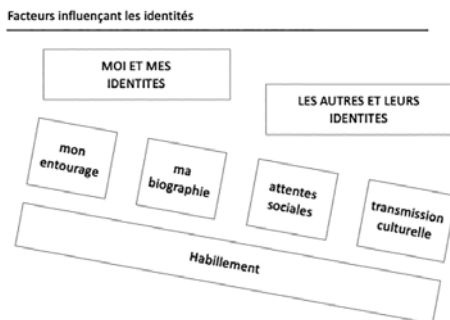 Facteurs influençant les identités
MOI ET MES
IDENTITES
LES AUTRES ET LEURS
IDENTITES
mon
entourage
ma
biographie
attentes
sociales
transmission
culturelle
Habillement